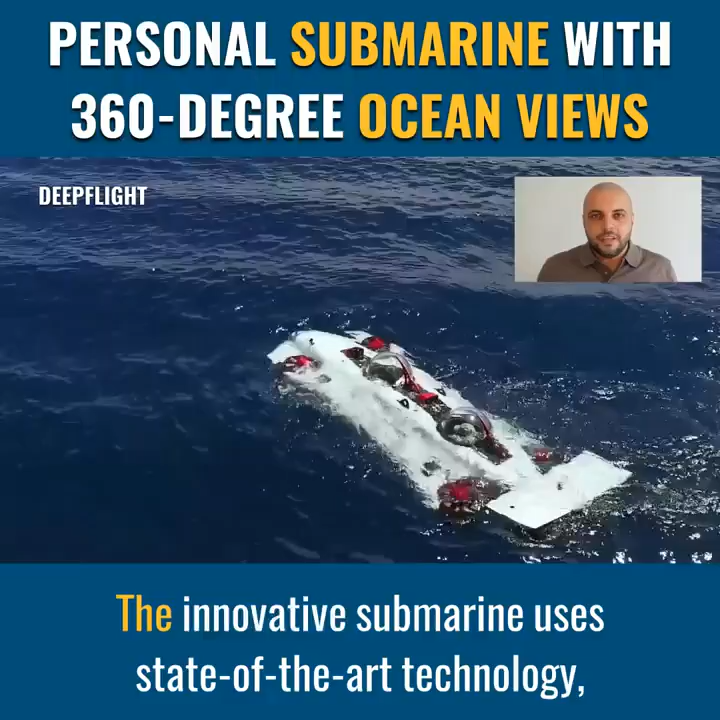 PERSONAL SUBMARINE WITH
360-DEGREE OCEAN VIEWS
DEEPFLIGHT
The innovative submarine uses
state-of-the-art technology,